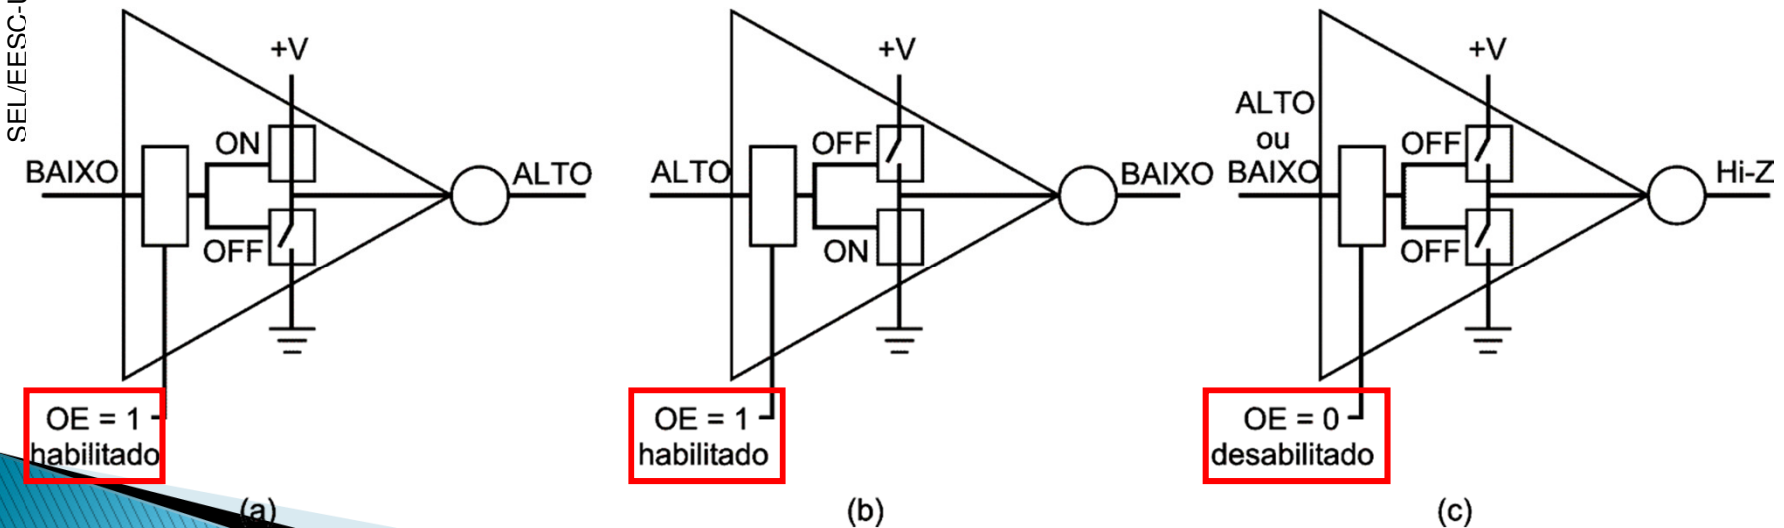 SEL/EESC-U
+V
ON
BAIXO
ALTO
OFF
OE = 1
habilitado
(a)
+V
OFF
ALTO
BAIXO
ON
OE = 1
habilitado
(b)
+V
ALTO
ou
BAIXO
OFF
Hi-Z
OFF
OE = 0
desabilitado
(c)